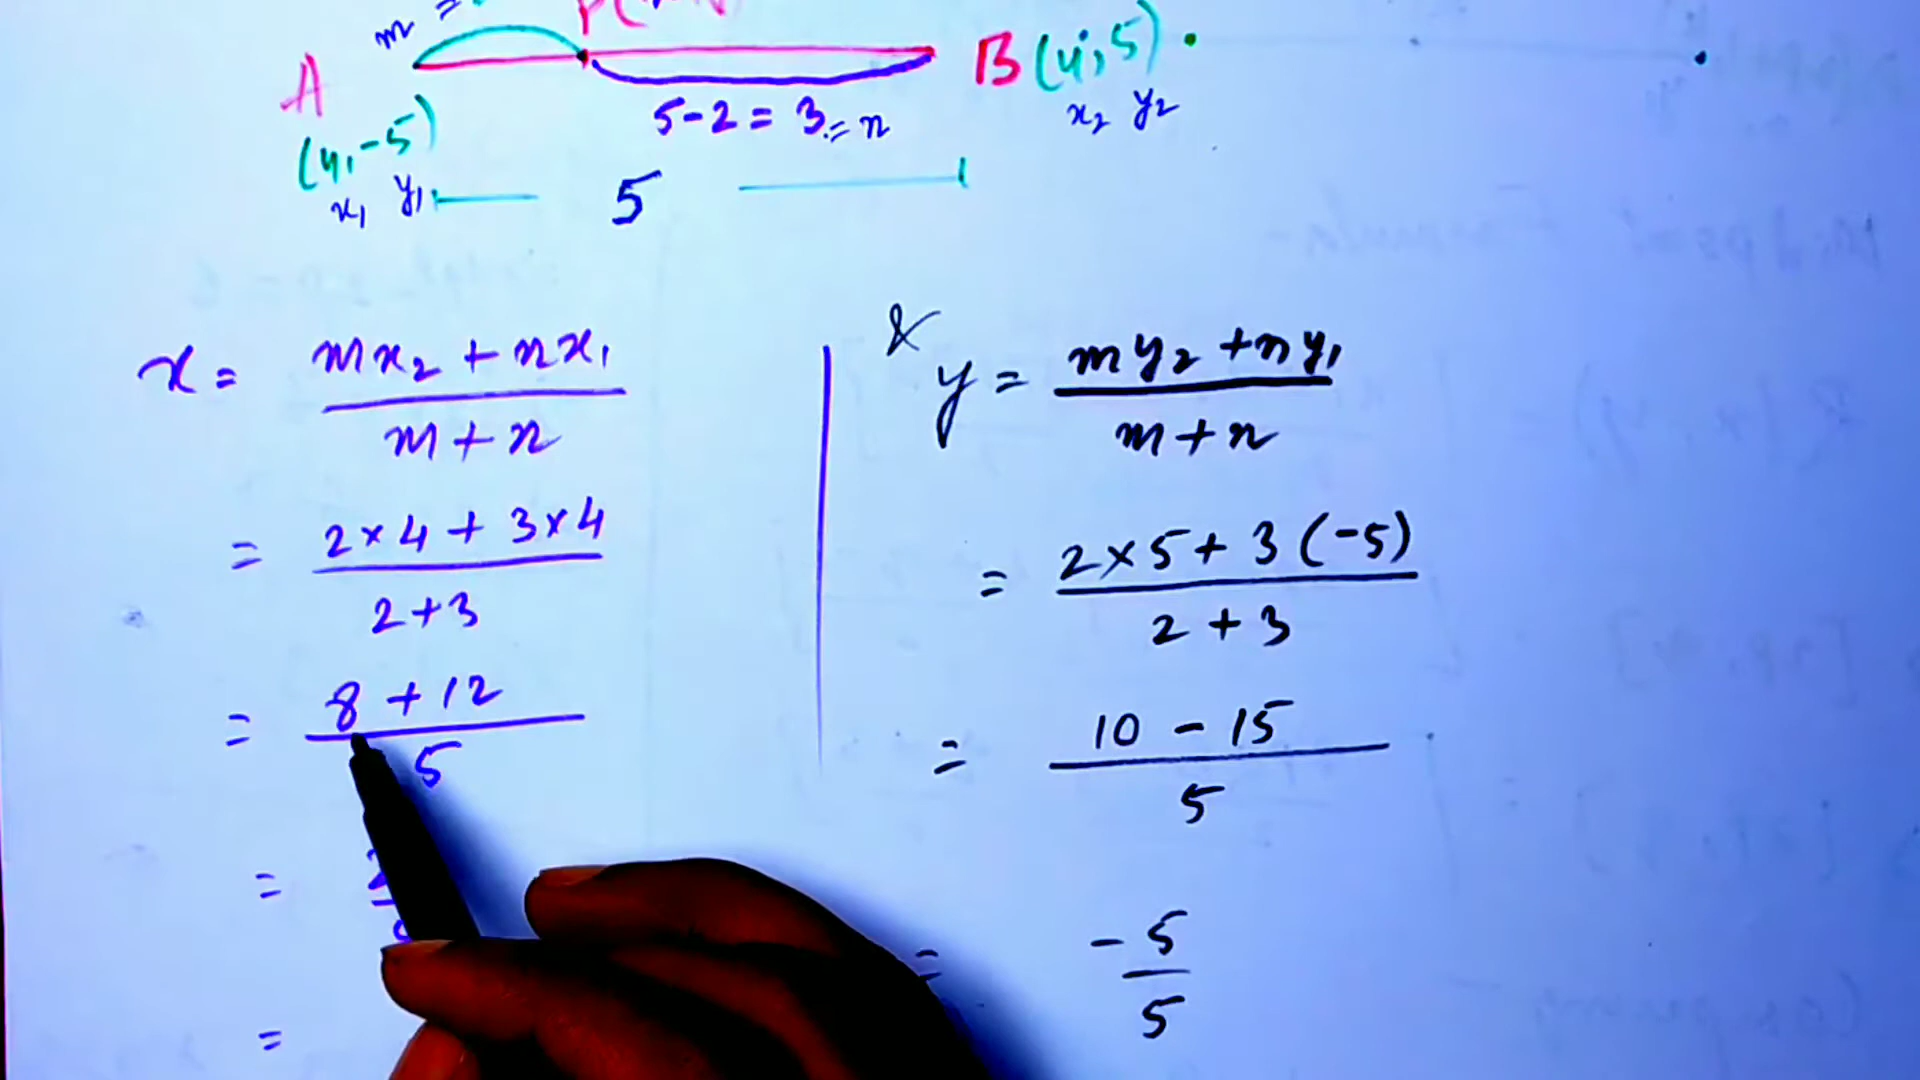 m =
A
B (4, 5)
x₂ y₂
5-2 = 3 = n
(4, -5)
x₁ y₁
5
x = (mx₂ + nx₁)/(m + n)
= (2×4 + 3×4)/(2+3)
= (8 + 12)/5
=
=
& y = (my₂ + ny₁)/(m + n)
= (2×5 + 3(-5))/(2 + 3)
= (10 - 15)/5
= -5/5